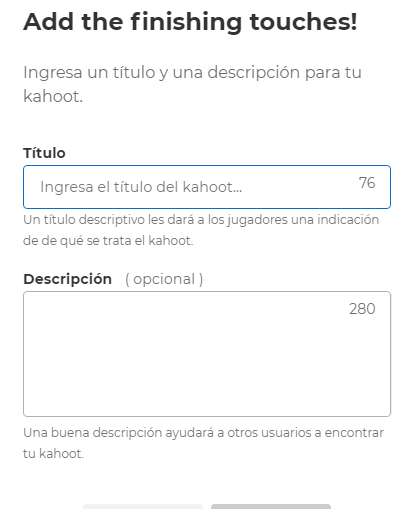 Add the finishing touches!
Ingresa un título y una descripción para tu
kahoot.
Título
Ingresa el título del kahoot... 76
Un título descriptivo les dará a los jugadores una indicación
de de qué se trata el kahoot.
Descripción ( opcional )
280
Una buena descripción ayudará a otros usuarios a encontrar
tu kahoot.